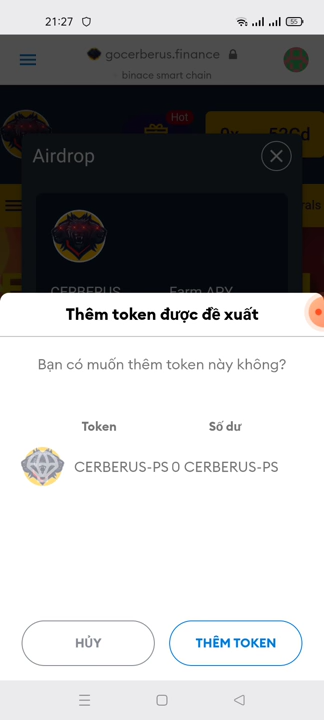 21:27
55
gocerberus.finance
binace smart chain
Hot
Airdrop
CERBERUS
Farm APY
Thêm token được đề xuất
Bạn có muốn thêm token này không?
Token Số dư
CERBERUS-PS 0 CERBERUS-PS
HỦY THÊM TOKEN